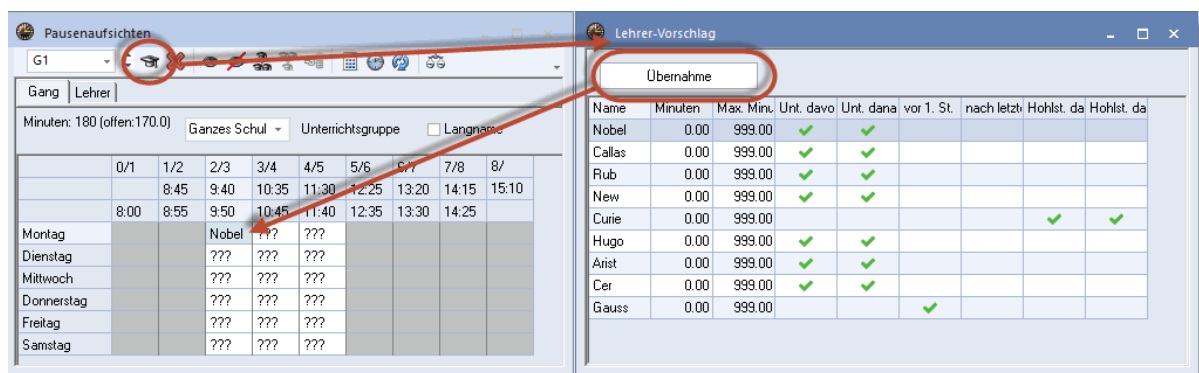 Pausenaufsichten
G1
Gang Lehrer
Minuten: 180 (offen:170.0) Ganzes Schul Unterrichtsgruppe Langname
0/1 1/2 2/3 3/4 4/5 5/6 6/7 7/8 8/
8:45 9:40 10:35 11:30 12:25 13:20 14:15 15:10
8:00 8:55 9:50 10:45 11:40 12:35 13:30 14:25
Montag Nobel ??? ???
Dienstag ??? ??? ???
Mittwoch ??? ??? ???
Donnerstag ??? ??? ???
Freitag ??? ??? ???
Samstag ??? ??? ???
Lehrer-Vorschlag
Übernahme
Name Minuten Max. Minu Unt. davo Unt. dana vor 1. St. nach letzte Hohlst. da Hohlst. da
Nobel 0.00 999.00
Callas 0.00 999.00
Rub 0.00 999.00
New 0.00 999.00
Curie 0.00 999.00
Hugo 0.00 999.00
Arist 0.00 999.00
Cer 0.00 999.00
Gauss 0.00 999.00